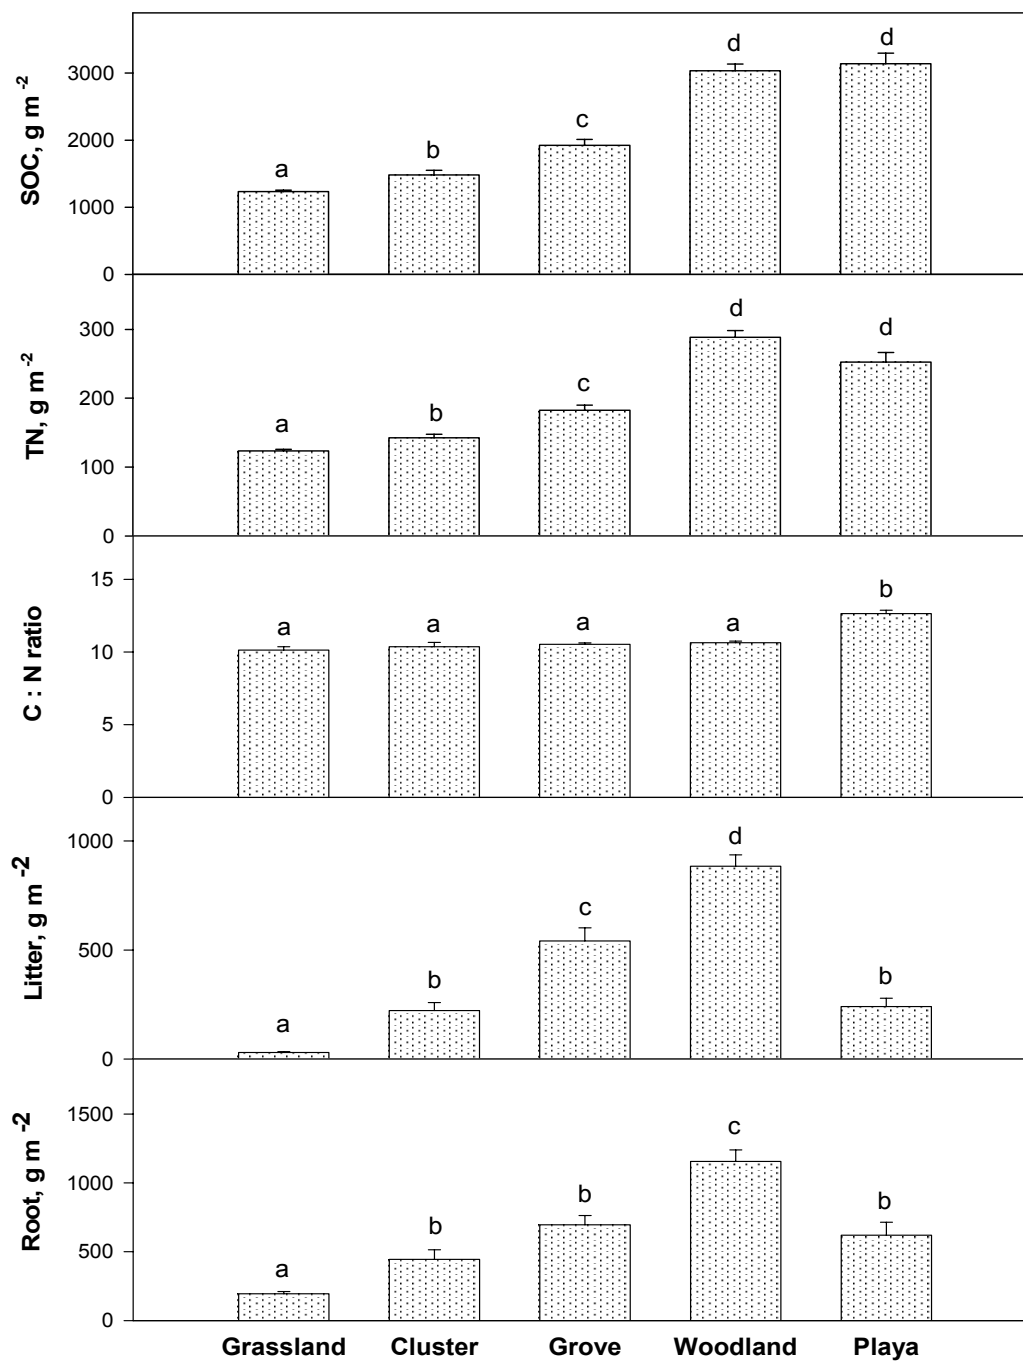 SOC, g m-2
3000
2000
1000
0
a
b
c
d
d
TN, g m-2
300
200
100
0
a
b
c
d
d
C : N ratio
15
10
5
0
a
a
a
a
b
Litter, g m-2
1000
500
0
a
b
c
d
b
Root, g m-2
1500
1000
500
0
a
b
b
c
b
Grassland Cluster Grove Woodland Playa